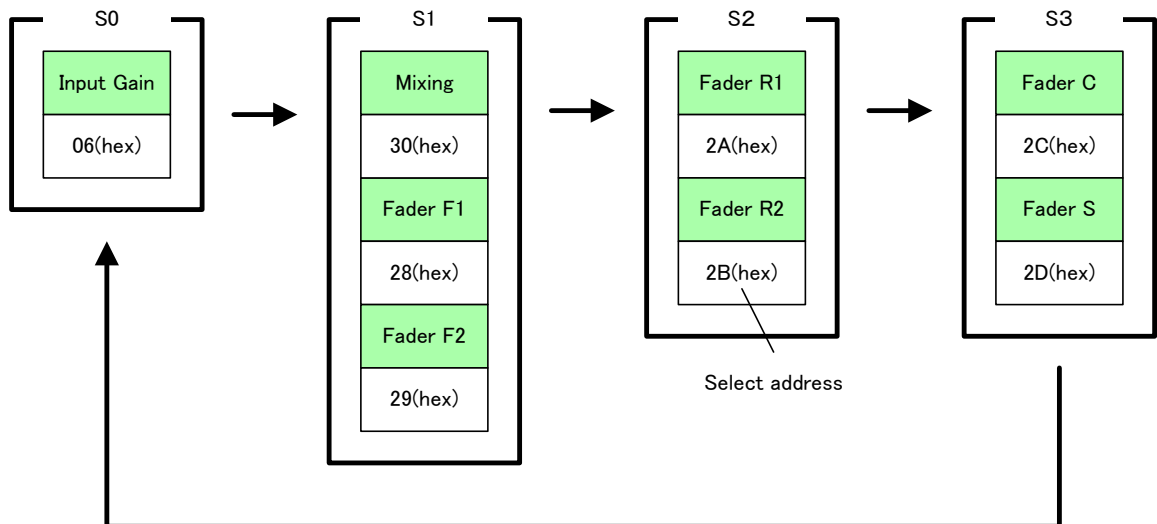 S0
Input Gain
06(hex)
S1
Mixing
30(hex)
Fader F1
28(hex)
Fader F2
29(hex)
S2
Fader R1
2A(hex)
Fader R2
2B(hex)
Select address
S3
Fader C
2C(hex)
Fader S
2D(hex)